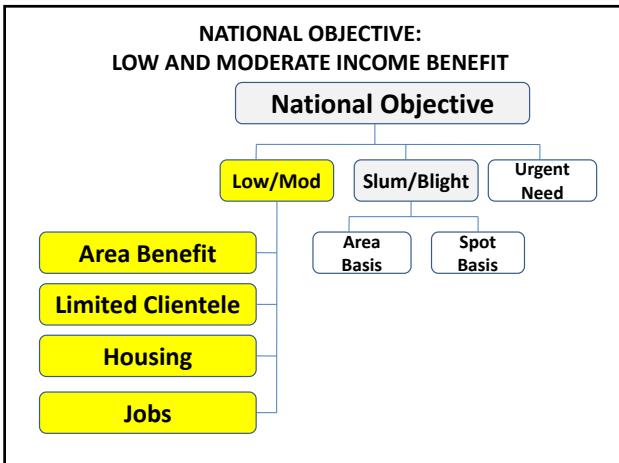 NATIONAL OBJECTIVE:
LOW AND MODERATE INCOME BENEFIT
National Objective
Low/Mod
Slum/Blight
Urgent
Need
Area
Basis
Spot
Basis
Area Benefit
Limited Clientele
Housing
Jobs